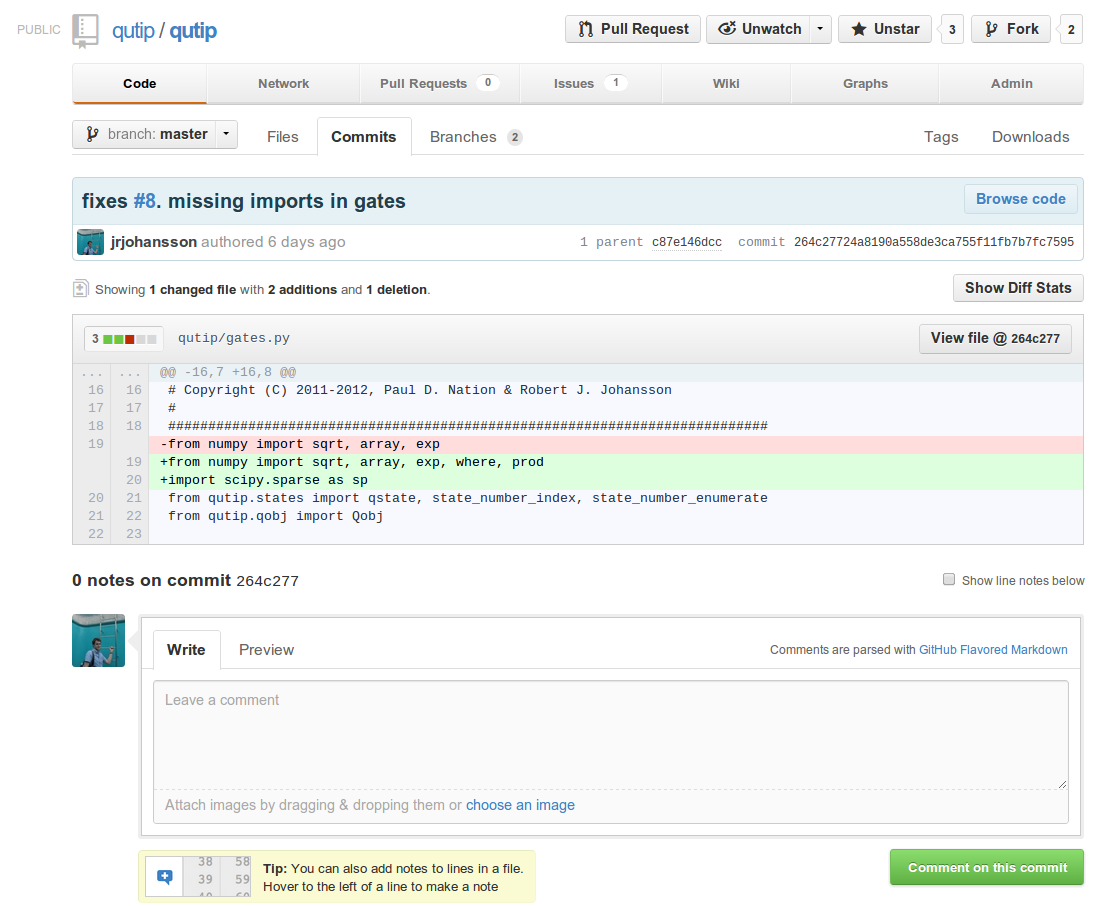 PUBLIC qutip / qutip Pull Request Unwatch Unstar 3 Fork 2
Code Network Pull Requests 0 Issues 1 Wiki Graphs Admin
branch: master Files Commits Branches 2 Tags Downloads
fixes #8. missing imports in gates Browse code
jrjohansson authored 6 days ago 1 parent c87e146dcc commit 264c27724a8190a558de3ca755f11fb7b7fc7595
Showing 1 changed file with 2 additions and 1 deletion. Show Diff Stats
3 qutip/gates.py View file @ 264c277
... ... @@ -16,7 +16,8 @@
16 16 # Copyright (C) 2011-2012, Paul D. Nation & Robert J. Johansson
17 17 #
18 18 ###########################################################################
19 -from numpy import sqrt, array, exp
19 +from numpy import sqrt, array, exp, where, prod
20 +import scipy.sparse as sp
20 21 from qutip.states import qstate, state_number_index, state_number_enumerate
21 22 from qutip.qobj import Qobj
22 23
0 notes on commit 264c277 Show line notes below
Write Preview Comments are parsed with GitHub Flavored Markdown
Leave a comment
Attach images by dragging & dropping them or choose an image
38 58
39 59
40 60
Tip: You can also add notes to lines in a file.
Hover to the left of a line to make a note
Comment on this commit